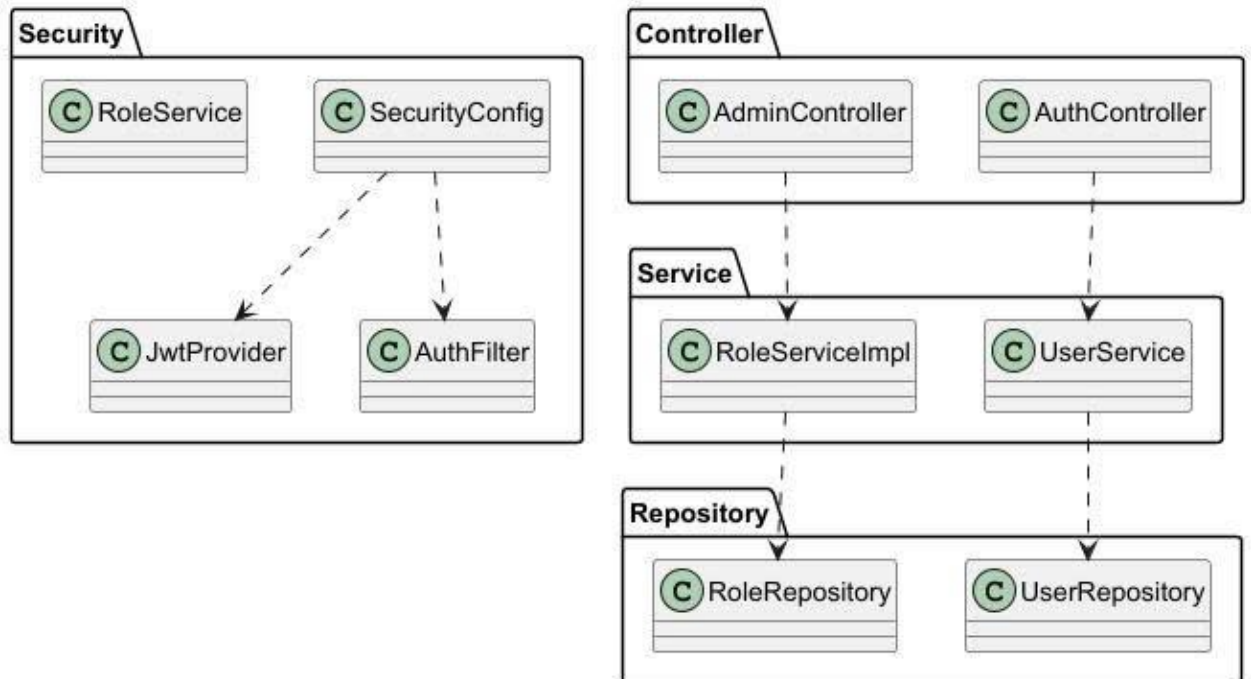 Security
C RoleService
C SecurityConfig
C JwtProvider
C AuthFilter
Controller
C AdminController
C AuthController
Service
C RoleServiceImpl
C UserService
Repository
C RoleRepository
C UserRepository